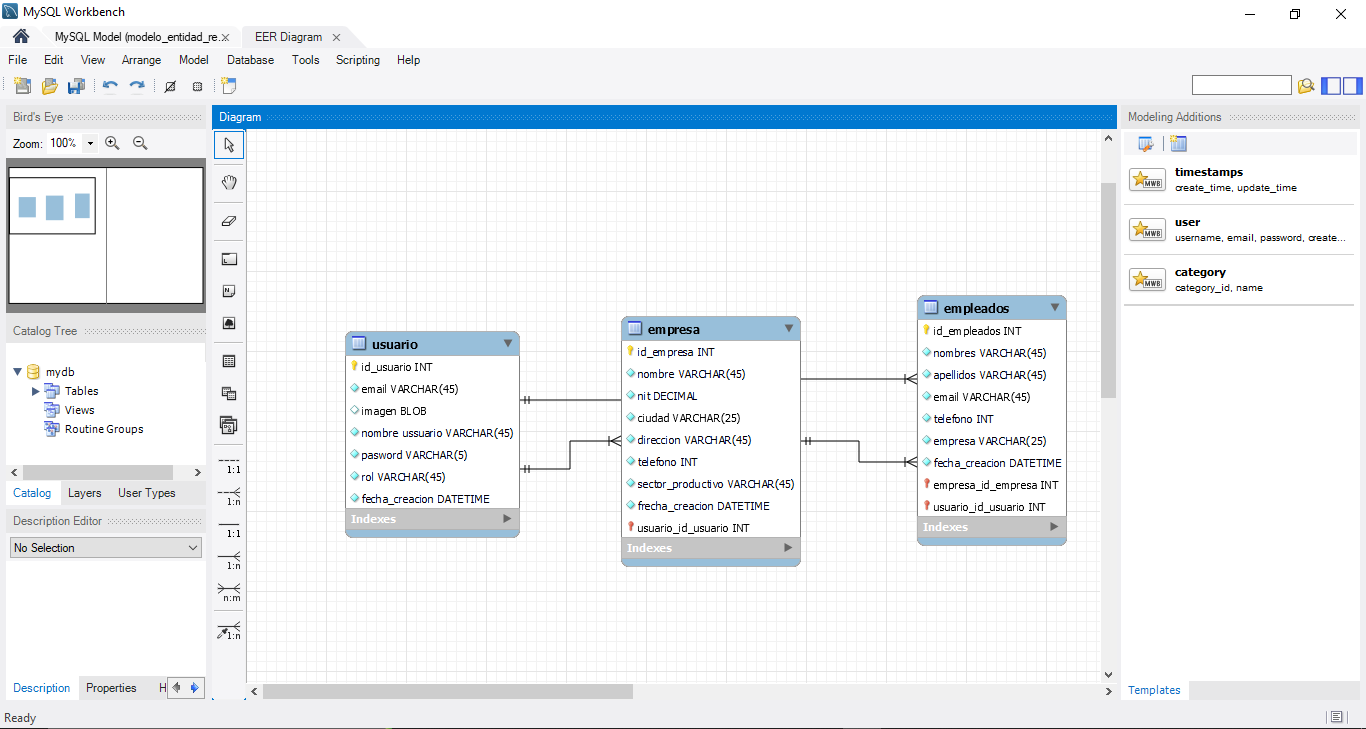 MySQL Workbench
MySQL Model (modelo_entidad_re.. x
EER Diagram x
File Edit View Arrange Model Database Tools Scripting Help
Bird's Eye
Zoom: 100%
Catalog Tree
mydb
Tables
Views
Routine Groups
Catalog Layers User Types
Description Editor
No Selection
Description Properties H
Ready
Diagram
1:1
1:n
1:1
1:n
n:m
1:n
usuario
id_usuario INT
email VARCHAR(45)
imagen BLOB
nombre ussuario VARCHAR(45)
pasword VARCHAR(5)
rol VARCHAR(45)
fecha_creacion DATETIME
Indexes
empresa
id_empresa INT
nombre VARCHAR(45)
nit DECIMAL
ciudad VARCHAR(25)
direccion VARCHAR(45)
telefono INT
sector_productivo VARCHAR(45)
frecha_creacion DATETIME
usuario_id_usuario INT
Indexes
empleados
id_empleados INT
nombres VARCHAR(45)
apellidos VARCHAR(45)
email VARCHAR(45)
telefono INT
empresa VARCHAR(25)
fecha_creacion DATETIME
empresa_id_empresa INT
usuario_id_usuario INT
Indexes
Modeling Additions
MWB
timestamps
create_time, update_time
MWB
user
username, email, password, create...
MWB
category
category_id, name
Templates